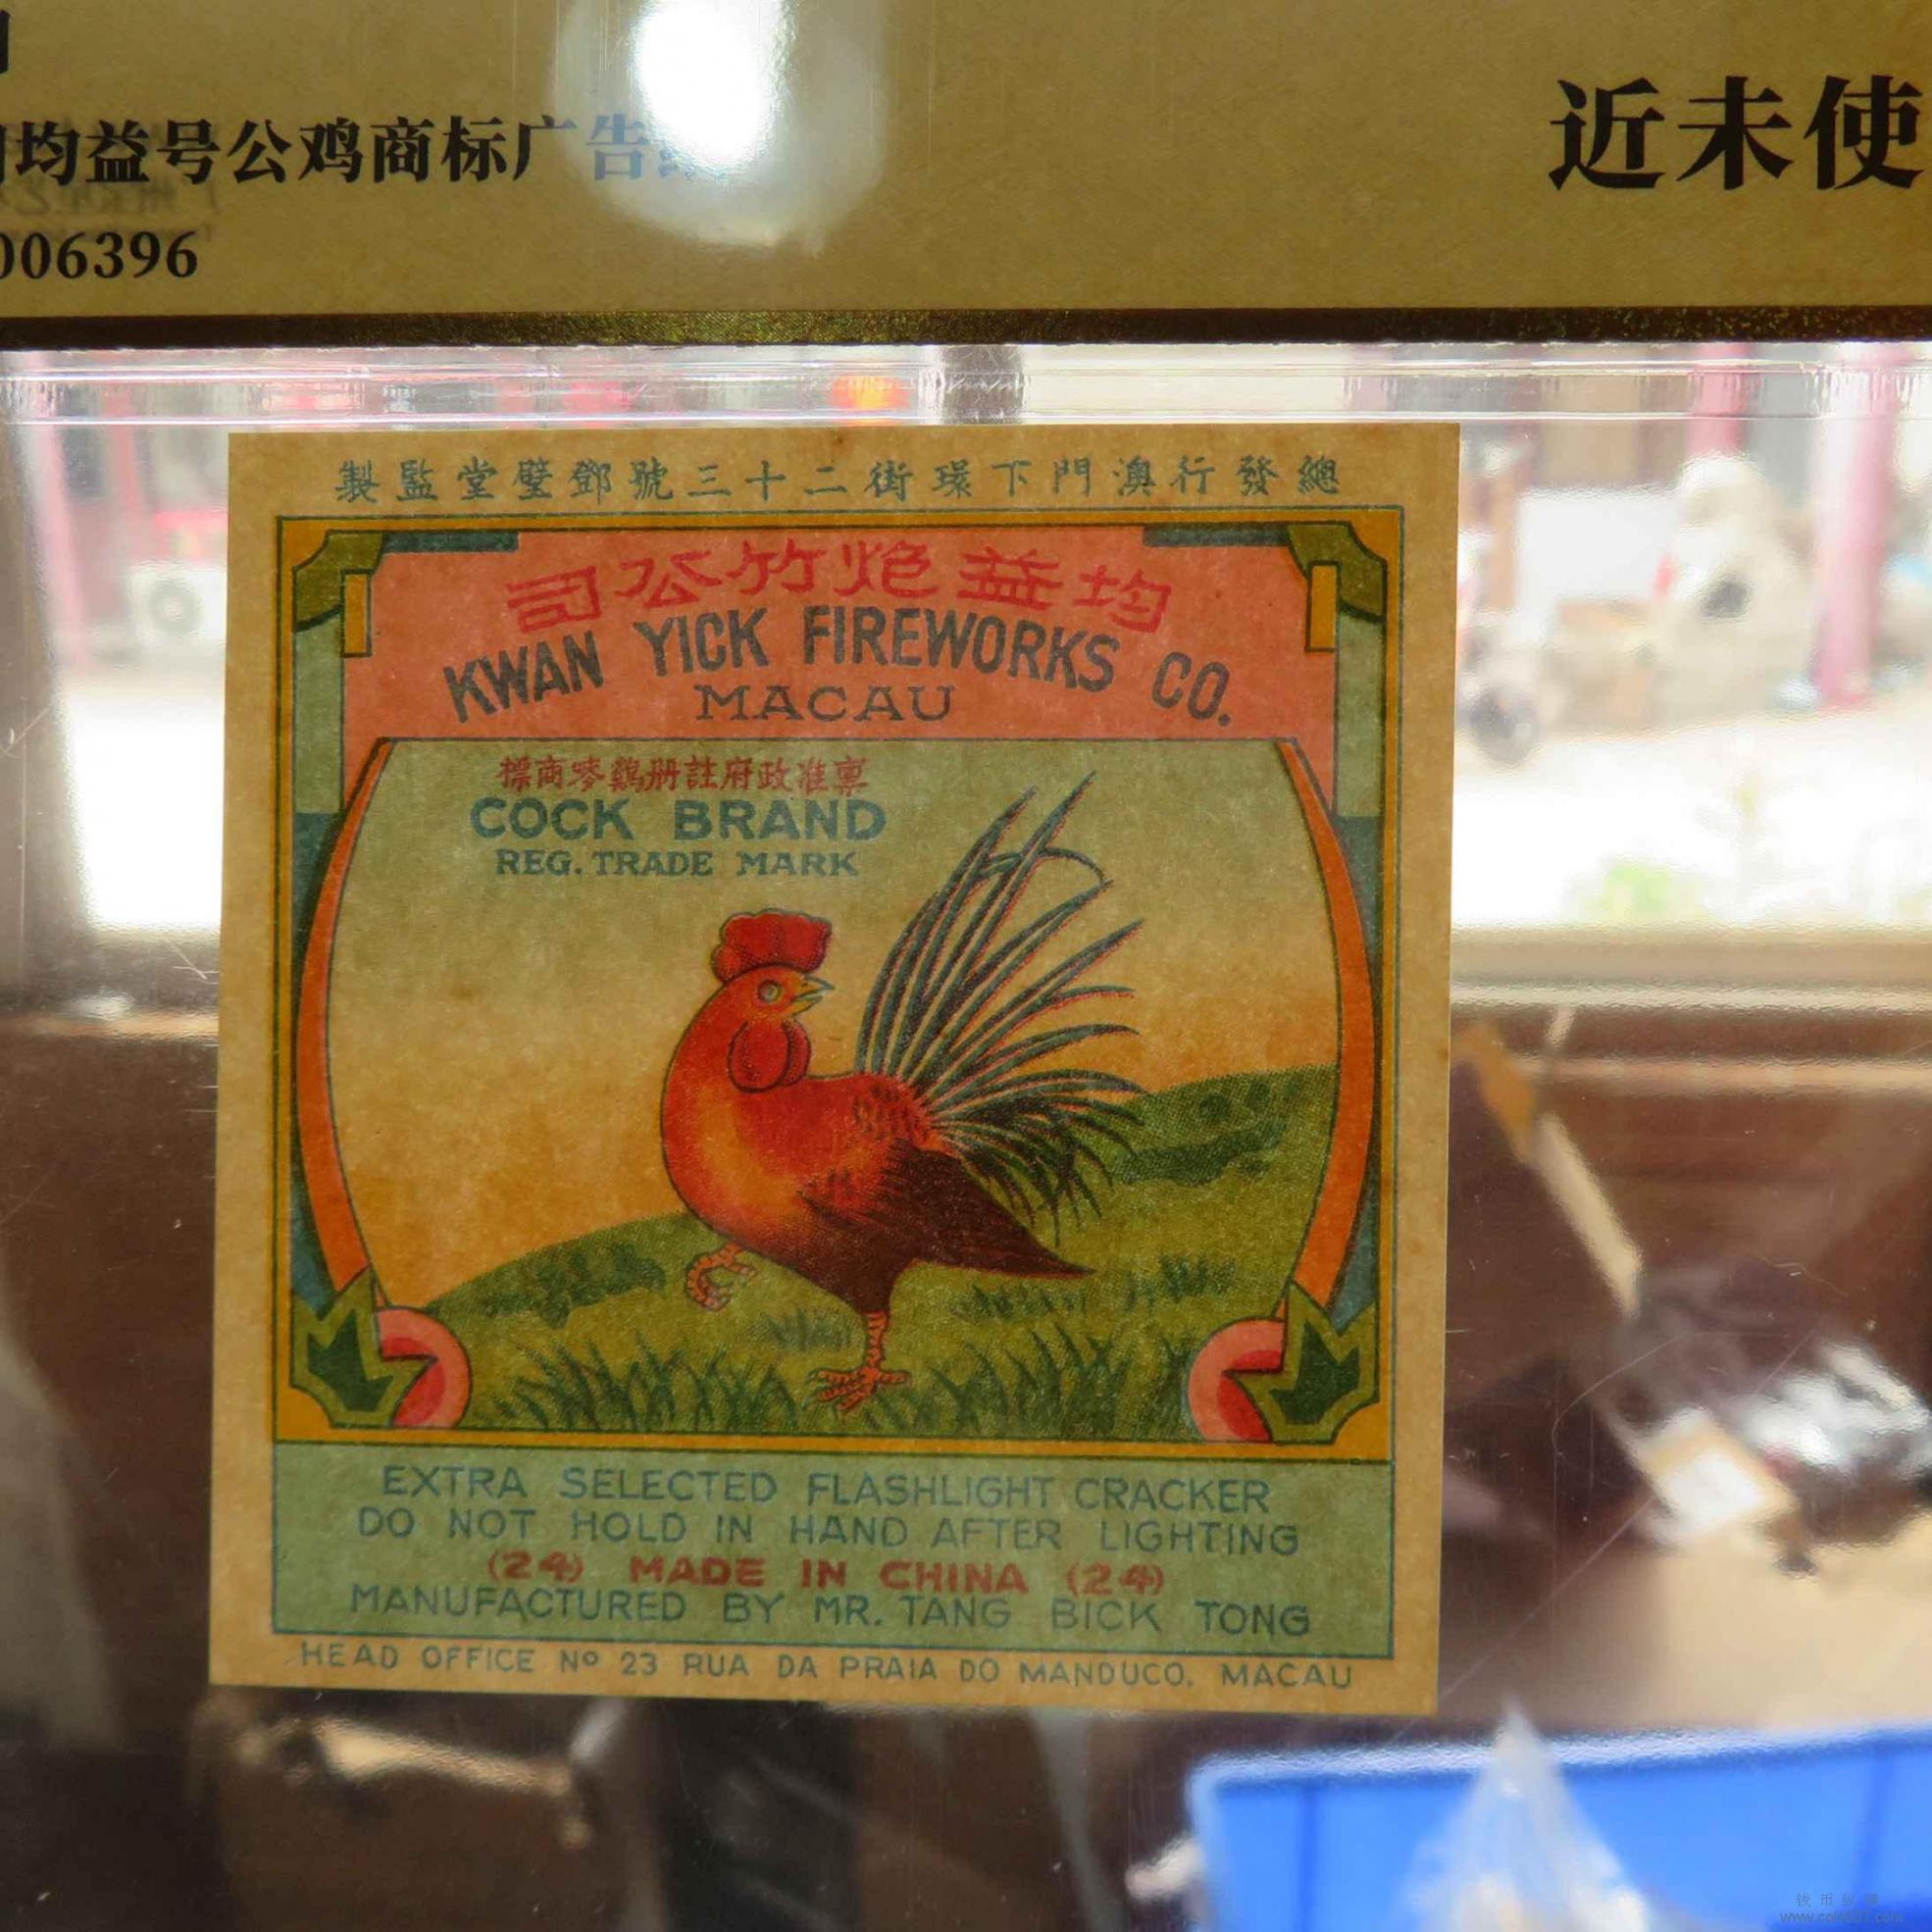 均益号公鸡商标广告
006396
近未使
總發行澳門下環街二十三號鄧璧堂監製
均益炮竹公司
KWAN YICK FIREWORKS CO.
MACAU
稟准政府註册鷄嘜商標
COCK BRAND
REG. TRADE MARK
EXTRA SELECTED FLASHLIGHT CRACKER
DO NOT HOLD IN HAND AFTER LIGHTING
(24) MADE IN CHINA (24)
MANUFACTURED BY MR. TANG BICK TONG
HEAD OFFICE Nº 23 RUA DA PRAIA DO MANDUCO. MACAU